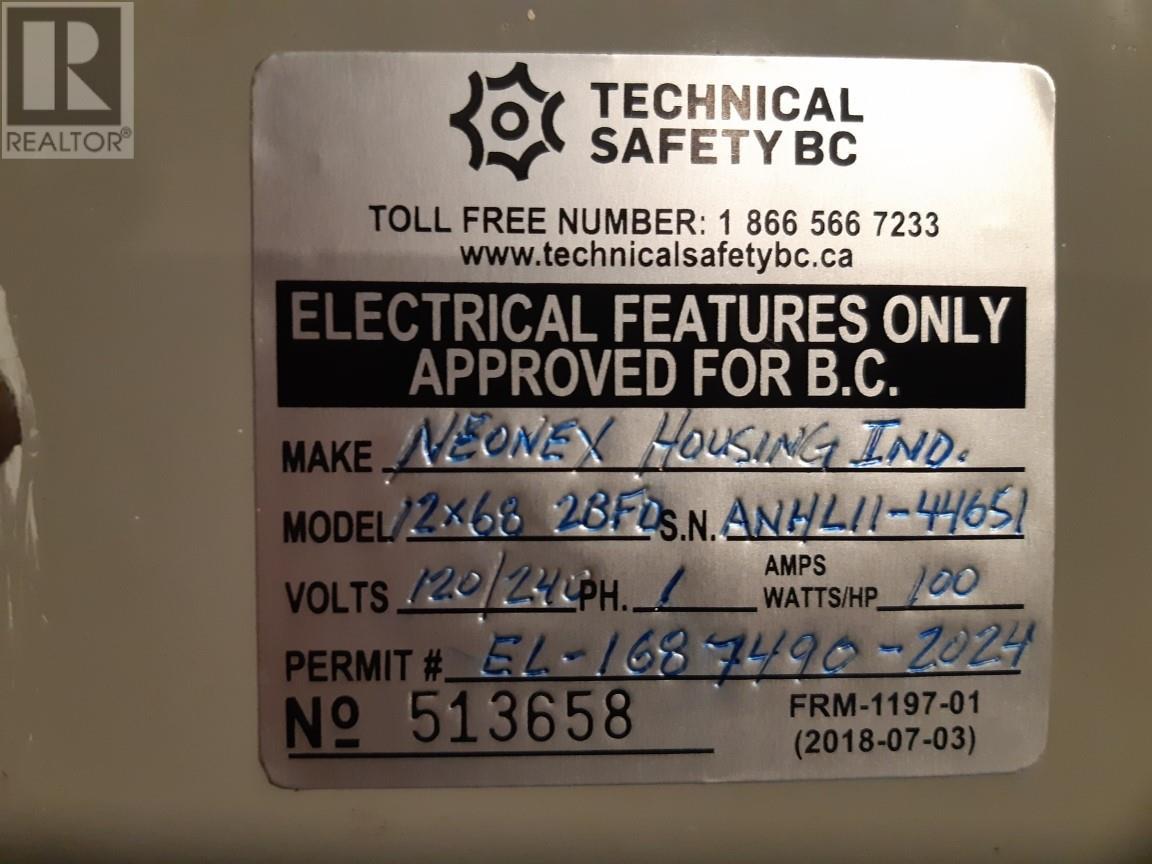 REALTOR®
TECHNICAL
SAFETY BC
TOLL FREE NUMBER: 1 866 566 7233
www.technicalsafetybc.ca
ELECTRICAL FEATURES ONLY
APPROVED FOR B.C.
MAKE NEONEX HOUSING IND.
MODEL 12x68 2BFD S.N. ANHL11-44651
VOLTS 120/240 PH. 1 AMPS WATTS/HP 100
PERMIT # EL-1687490-2024
Nº 513658
FRM-1197-01
(2018-07-03)